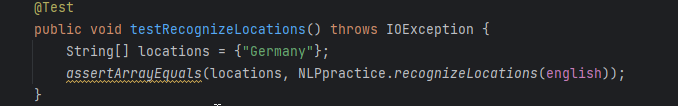 @Test
public void testRecognizeLocations() throws IOException {
String[] locations = {"Germany"};
assertArrayEquals(locations, NLPpractice.recognizeLocations(english));
}